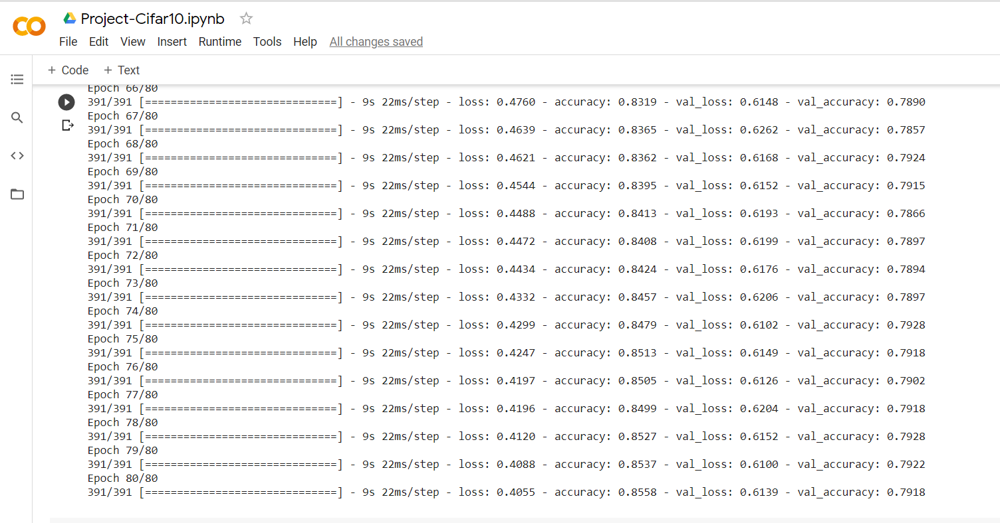 Project-Cifar10.ipynb
File Edit View Insert Runtime Tools Help All changes saved
+ Code + Text
Epoch 66/80
391/391 [==============================] - 9s 22ms/step - loss: 0.4760 - accuracy: 0.8319 - val_loss: 0.6148 - val_accuracy: 0.7890
Epoch 67/80
391/391 [==============================] - 9s 22ms/step - loss: 0.4639 - accuracy: 0.8365 - val_loss: 0.6262 - val_accuracy: 0.7857
Epoch 68/80
391/391 [==============================] - 9s 22ms/step - loss: 0.4621 - accuracy: 0.8362 - val_loss: 0.6168 - val_accuracy: 0.7924
Epoch 69/80
391/391 [==============================] - 9s 22ms/step - loss: 0.4544 - accuracy: 0.8395 - val_loss: 0.6152 - val_accuracy: 0.7915
Epoch 70/80
391/391 [==============================] - 9s 22ms/step - loss: 0.4488 - accuracy: 0.8413 - val_loss: 0.6193 - val_accuracy: 0.7866
Epoch 71/80
391/391 [==============================] - 9s 22ms/step - loss: 0.4472 - accuracy: 0.8408 - val_loss: 0.6199 - val_accuracy: 0.7897
Epoch 72/80
391/391 [==============================] - 9s 22ms/step - loss: 0.4434 - accuracy: 0.8424 - val_loss: 0.6176 - val_accuracy: 0.7894
Epoch 73/80
391/391 [==============================] - 9s 22ms/step - loss: 0.4332 - accuracy: 0.8457 - val_loss: 0.6206 - val_accuracy: 0.7897
Epoch 74/80
391/391 [==============================] - 9s 22ms/step - loss: 0.4299 - accuracy: 0.8479 - val_loss: 0.6102 - val_accuracy: 0.7928
Epoch 75/80
391/391 [==============================] - 9s 22ms/step - loss: 0.4247 - accuracy: 0.8513 - val_loss: 0.6149 - val_accuracy: 0.7918
Epoch 76/80
391/391 [==============================] - 9s 22ms/step - loss: 0.4197 - accuracy: 0.8505 - val_loss: 0.6126 - val_accuracy: 0.7902
Epoch 77/80
391/391 [==============================] - 9s 22ms/step - loss: 0.4196 - accuracy: 0.8499 - val_loss: 0.6204 - val_accuracy: 0.7918
Epoch 78/80
391/391 [==============================] - 9s 22ms/step - loss: 0.4120 - accuracy: 0.8527 - val_loss: 0.6152 - val_accuracy: 0.7928
Epoch 79/80
391/391 [==============================] - 9s 22ms/step - loss: 0.4088 - accuracy: 0.8537 - val_loss: 0.6100 - val_accuracy: 0.7922
Epoch 80/80
391/391 [==============================] - 9s 22ms/step - loss: 0.4055 - accuracy: 0.8558 - val_loss: 0.6139 - val_accuracy: 0.7918